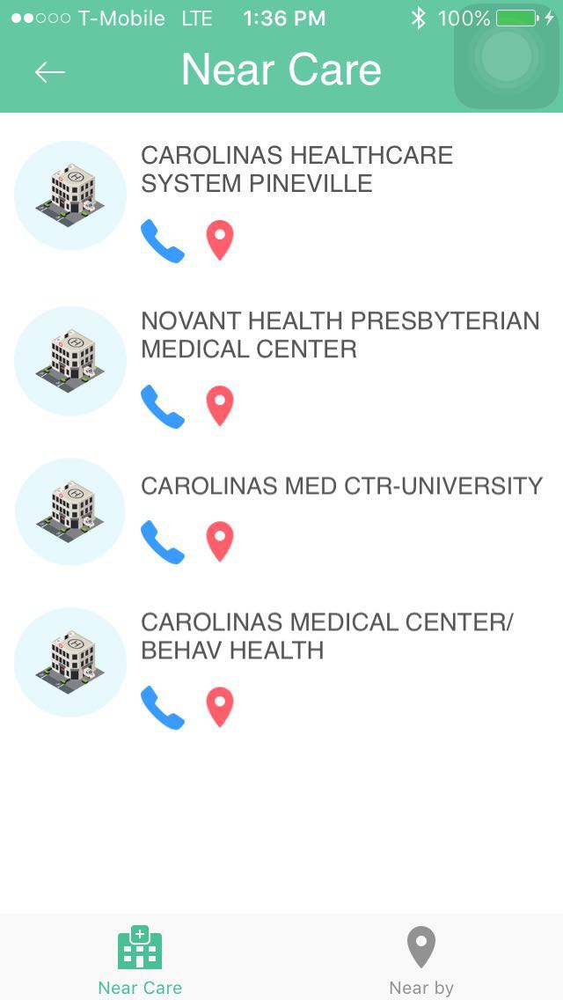 T-Mobile LTE 1:36 PM 100%
Near Care
CAROLINAS HEALTHCARE
SYSTEM PINEVILLE
NOVANT HEALTH PRESBYTERIAN
MEDICAL CENTER
CAROLINAS MED CTR-UNIVERSITY
CAROLINAS MEDICAL CENTER/
BEHAV HEALTH
Near Care Near by